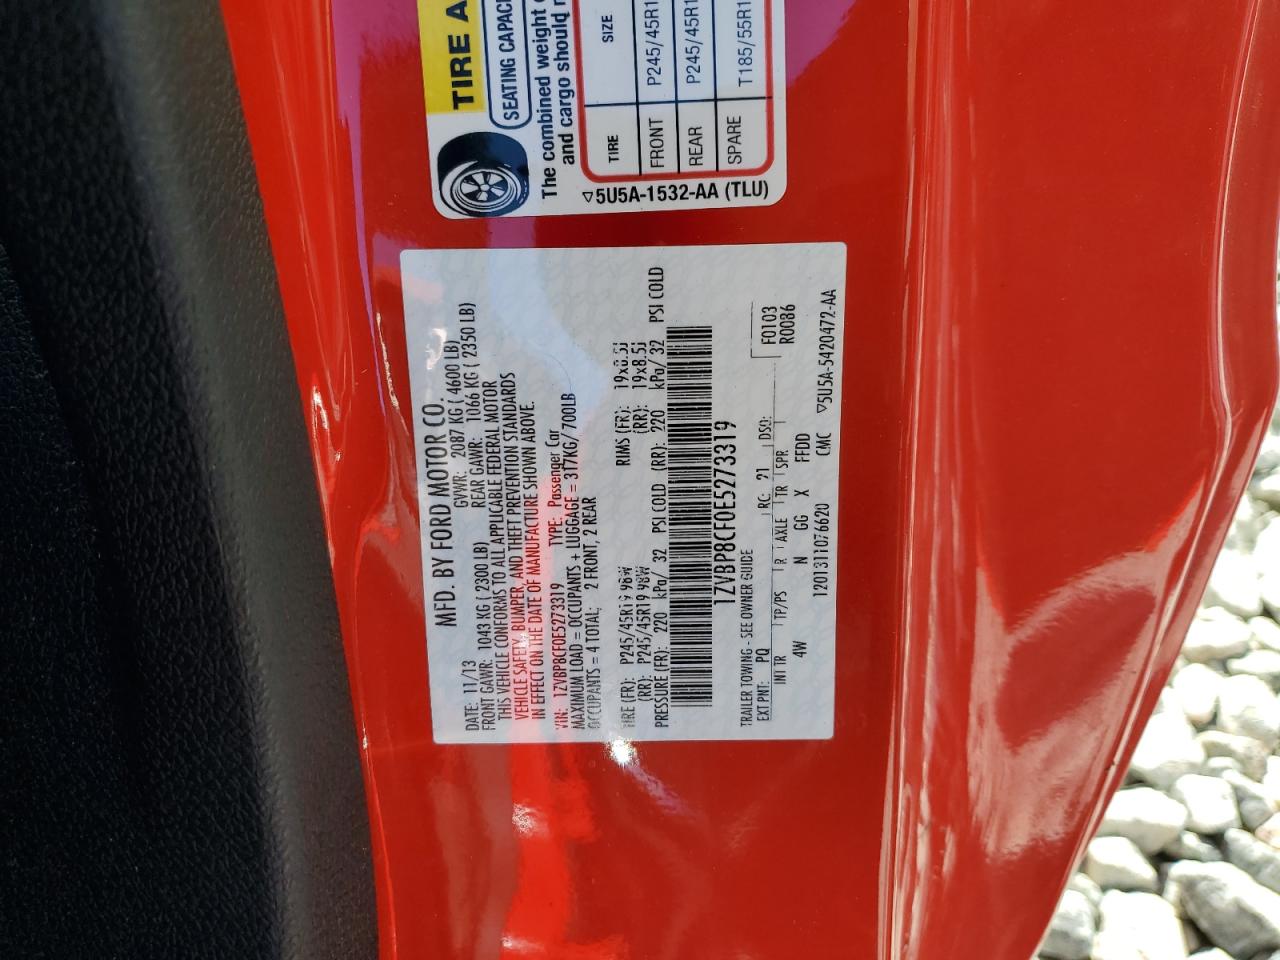 MFD. BY FORD MOTOR CO.
DATE: 11/13 GVWR: 2087 KG ( 4600 LB)
FRONT GAWR: 1043 KG ( 2300 LB) REAR GAWR: 1066 KG ( 2350 LB)
THIS VEHICLE CONFORMS TO ALL APPLICABLE FEDERAL MOTOR
VEHICLE SAFETY, BUMPER, AND THEFT PREVENTION STANDARDS
IN EFFECT ON THE DATE OF MANUFACTURE SHOWN ABOVE.
VIN: 1ZVBP8CF0E5273319 TYPE: Passenger Car
MAXIMUM LOAD = OCCUPANTS + LUGGAGE = 317KG/ 700LB
OCCUPANTS = 4 TOTAL; 2 FRONT, 2 REAR
TIRE (FR): P245/45R19 98W RIMS (FR): 19x8.5J
(RR): P245/45R19 98W (RR): 19x8.5J
PRESSURE (FR): 220 kPa/ 32 PSI COLD (RR): 220 kPa/ 32 PSI COLD
1ZVBP8CF0E5273319
TRAILER TOWING - SEE OWNER GUIDE
EXT PNT: PQ RC: 21 DSO: F0103
INT TR TP/PS R AXLE TR SPR R0086
4W N GG X FFDD
1201311076620 CMC ▽5U5A-5420472-AA
TIRE A
SEATING CAPACI
The combined weight
and cargo should
TIRE SIZE
FRONT P245/45R1
REAR P245/45R1
SPARE T185/55R1
▽5U5A-1532-AA (TLU)